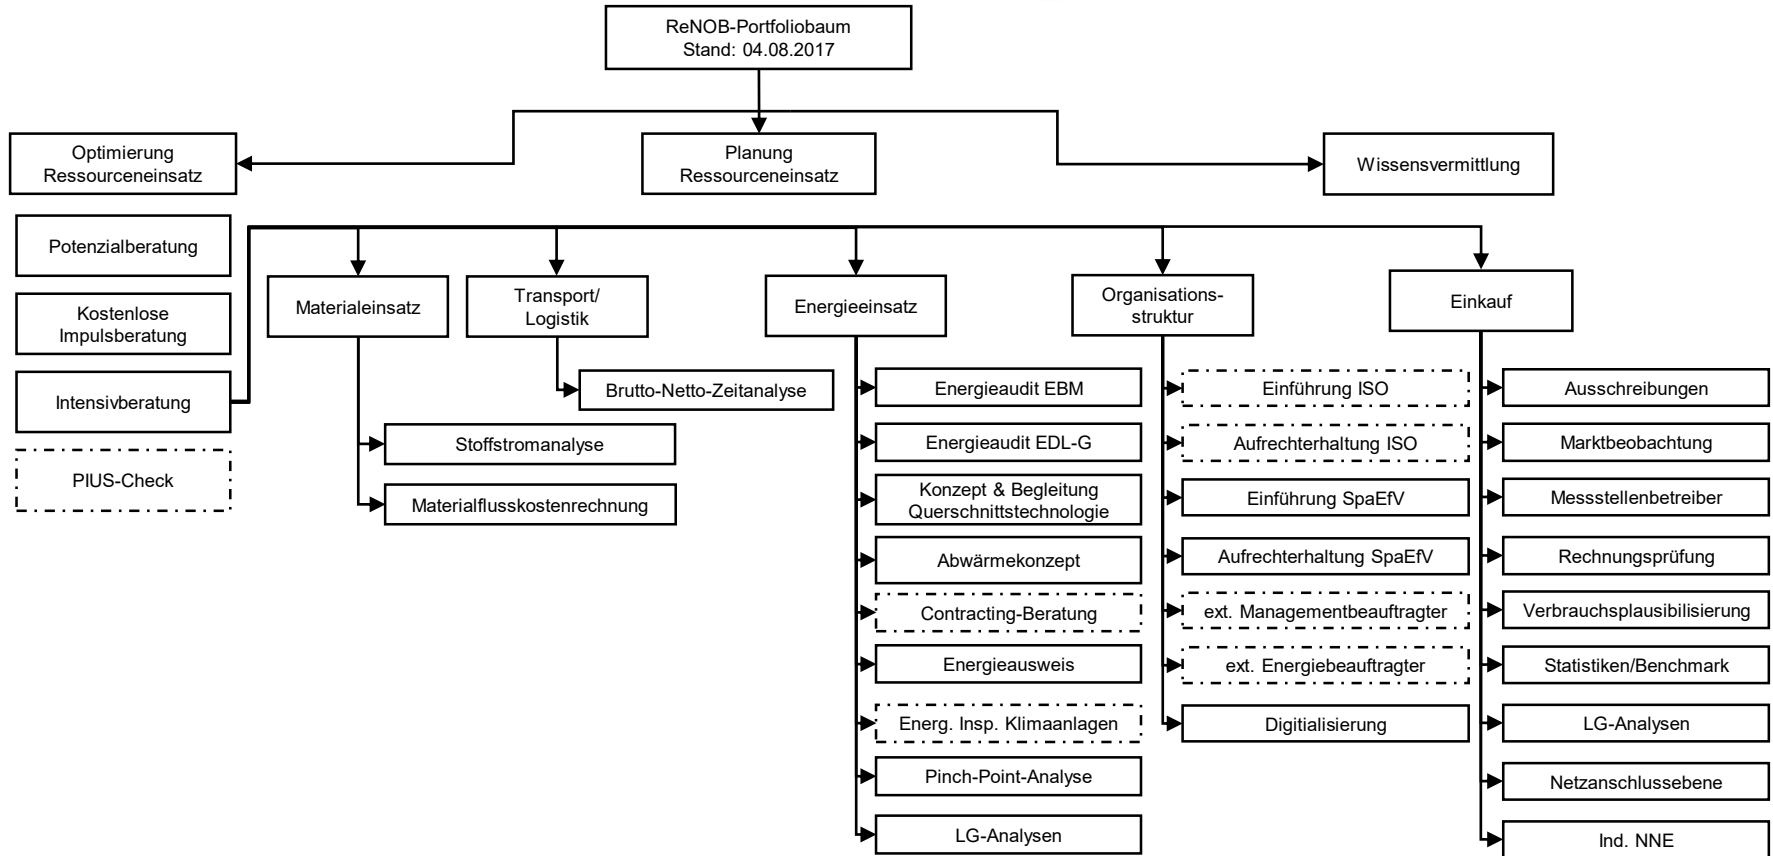 ReNOB-Portfoliobaum
Stand: 04.08.2017
Optimierung
Ressourceneinsatz
Planung
Ressourceneinsatz
Wissensvermittlung
Potenzialberatung
Kostenlose
Impulsberatung
Intensivberatung
PIUS-Check
Materialeinsatz
Stoffstromanalyse
Materialflusskostenrechnung
Transport/
Logistik
Brutto-Netto-Zeitanalyse
Energieeinsatz
Energieaudit EBM
Energieaudit EDL-G
Konzept & Begleitung
Querschnittstechnologie
Abwärmekonzept
Contracting-Beratung
Energieausweis
Energ. Insp. Klimaanlagen
Pinch-Point-Analyse
LG-Analysen
Organisations-
struktur
Einführung ISO
Aufrechterhaltung ISO
Einführung SpaEfV
Aufrechterhaltung SpaEfV
ext. Managementbeauftragter
ext. Energiebeauftragter
Digitialisierung
Einkauf
Ausschreibungen
Marktbeobachtung
Messstellenbetreiber
Rechnungsprüfung
Verbrauchsplausibilisierung
Statistiken/Benchmark
LG-Analysen
Netzanschlussebene
Ind. NNE